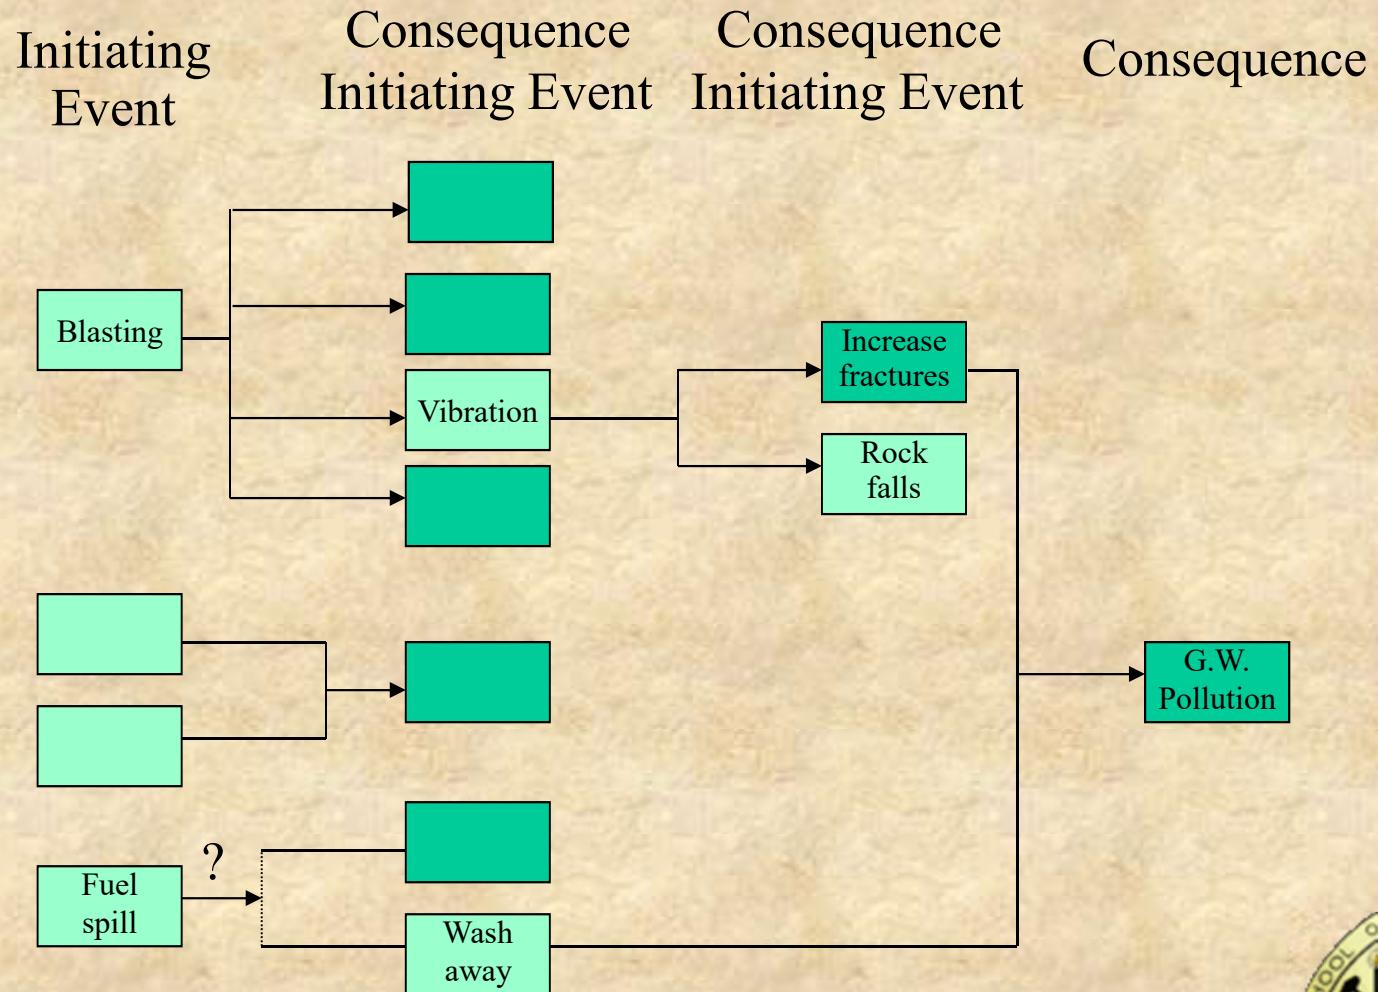 Initiating
Event
Consequence
Initiating Event
Consequence
Initiating Event
Consequence
Blasting
Vibration
Increase
fractures
Rock
falls
G.W.
Pollution
?
Fuel
spill
Wash
away
HOOL O